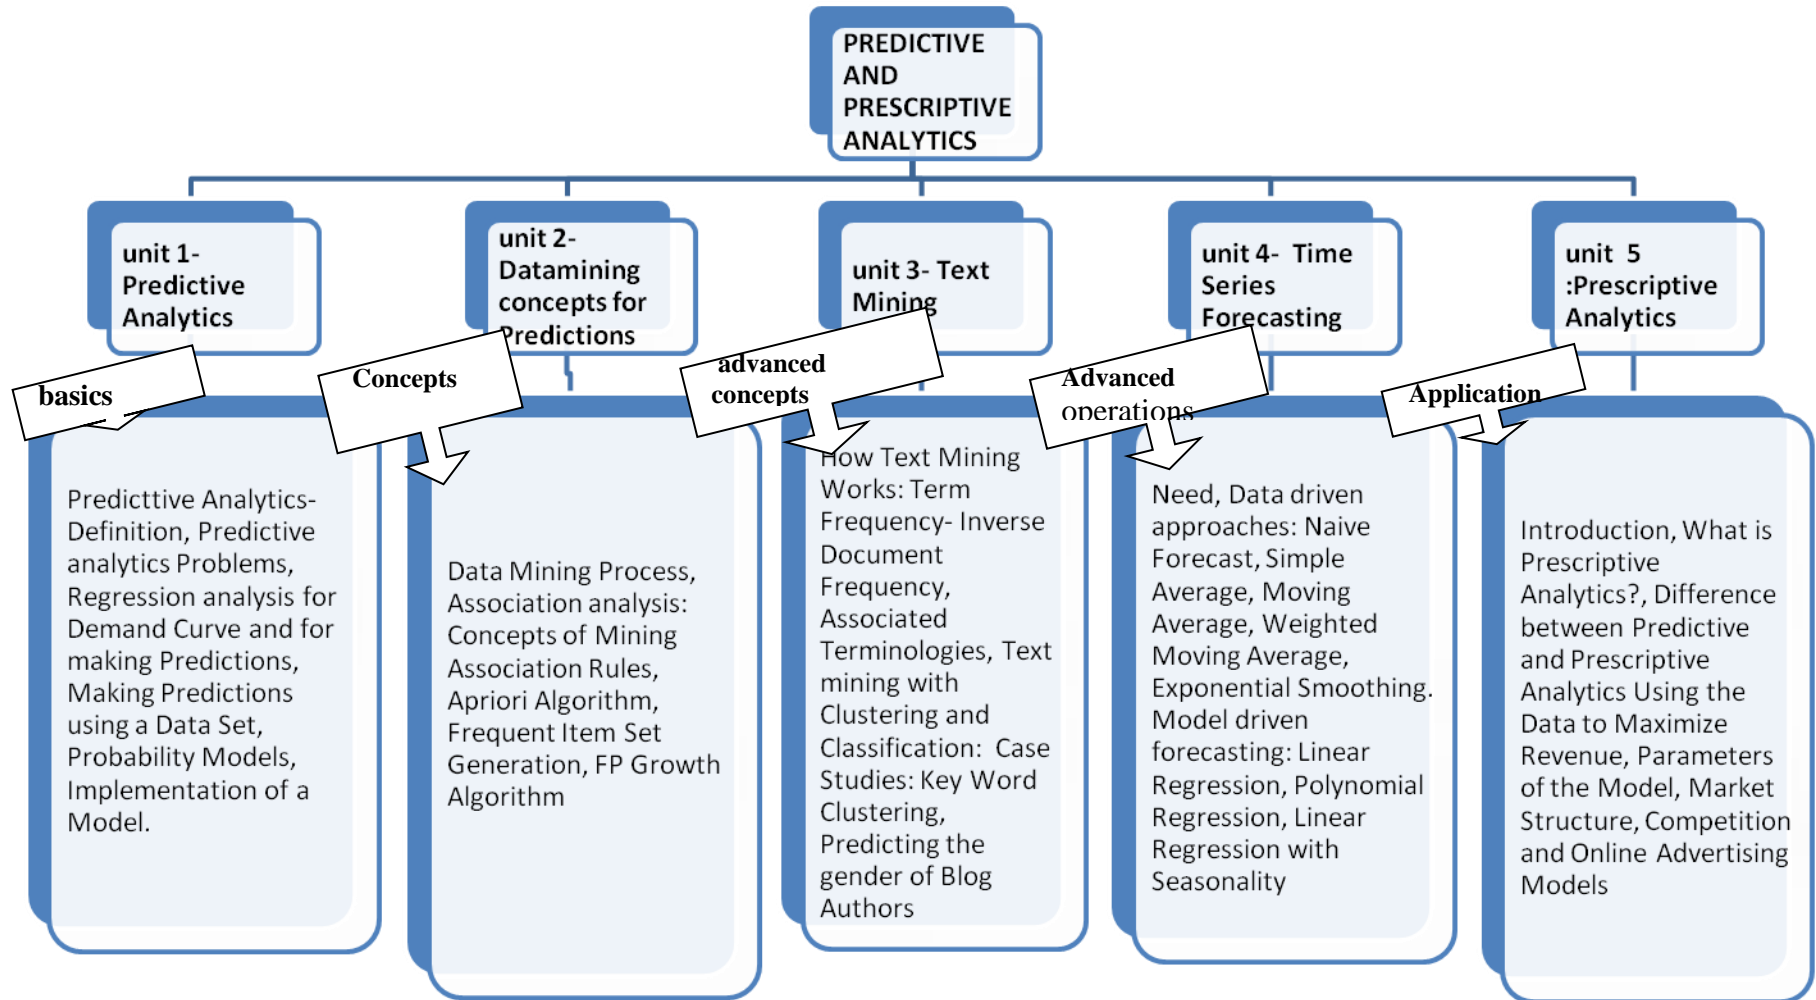 PREDICTIVE
AND
PRESCRIPTIVE
ANALYTICS
unit 1-
Predictive
Analytics
unit 2-
Datamining
concepts for
Predictions
unit 3- Text
Mining
unit 4-  Time
Series
Forecasting
unit  5
:Prescriptive
Analytics
basics
Concepts
advanced
concepts
Advanced
operations
Application
Predicttive Analytics-
Definition, Predictive
analytics Problems,
Regression analysis for
Demand Curve and for
making Predictions,
Making Predictions
using a Data Set,
Probability Models,
Implementation of a
Model.
Data Mining Process,
Association analysis:
Concepts of Mining
Association Rules,
Apriori Algorithm,
Frequent Item Set
Generation, FP Growth
Algorithm
How Text Mining
Works: Term
Frequency- Inverse
Document
Frequency,
Associated
Terminologies, Text
mining with
Clustering and
Classification:  Case
Studies: Key Word
Clustering,
Predicting the
gender of Blog
Authors
Need, Data driven
approaches: Naive
Forecast, Simple
Average, Moving
Average, Weighted
Moving Average,
Exponential Smoothing.
Model driven
forecasting: Linear
Regression, Polynomial
Regression, Linear
Regression with
Seasonality
Introduction, What is
Prescriptive
Analytics?, Difference
between Predictive
and Prescriptive
Analytics Using the
Data to Maximize
Revenue, Parameters
of the Model, Market
Structure, Competition
and Online Advertising
Models